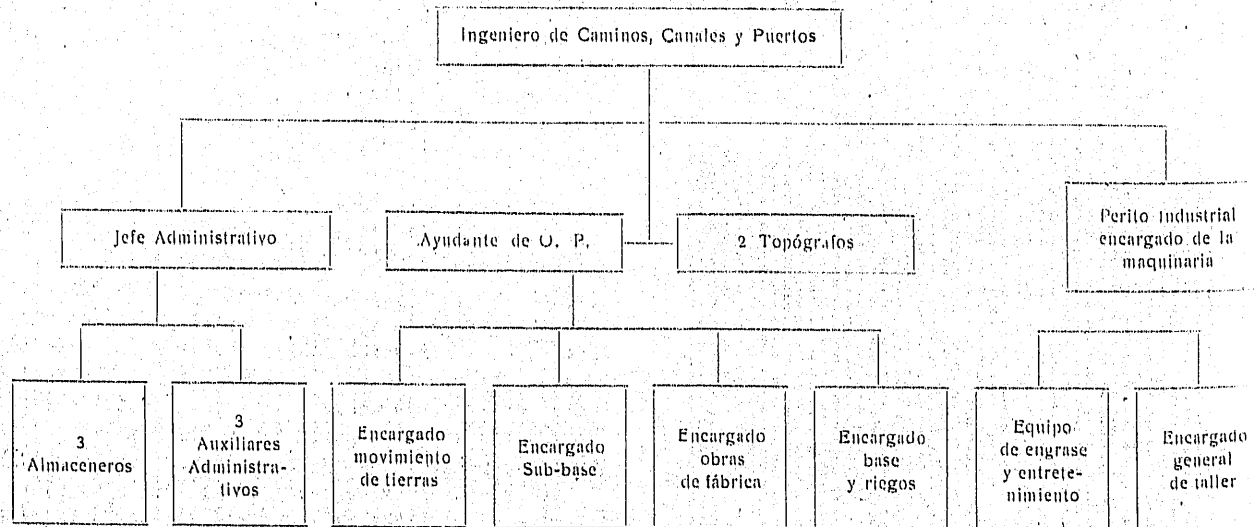 Ingeniero de Caminos, Canales y Puertos
Jefe Administrativo
Ayudante de O. P.
2 Topógrafos
Perito Industrial
encargado de la
maquinaria
3
Almaceneros
3
Auxiliares
Administra-
tivos
Encargado
movimiento
de tierras
Encargado
Sub-base
Encargado
obras
de fábrica
Encargado
base
y riegos
Equipo
de engrase
y entrete-
nimiento
Encargado
general
de taller